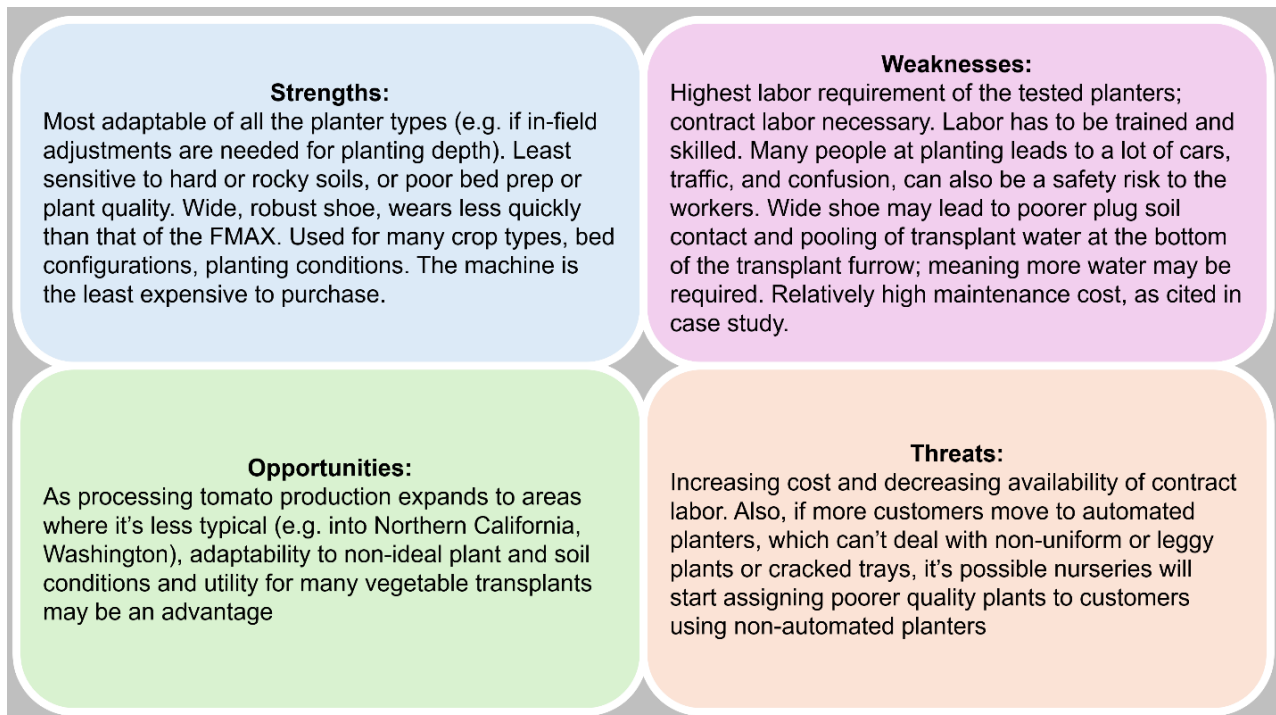 Strengths:
Most adaptable of all the planter types (e.g. if in-field
adjustments are needed for planting depth). Least
sensitive to hard or rocky soils, or poor bed prep or
plant quality. Wide, robust shoe, wears less quickly
than that of the FMAX. Used for many crop types, bed
configurations, planting conditions. The machine is
the least expensive to purchase.
Weaknesses:
Highest labor requirement of the tested planters;
contract labor necessary. Labor has to be trained and
skilled. Many people at planting leads to a lot of cars,
traffic, and confusion, can also be a safety risk to the
workers. Wide shoe may lead to poorer plug soil
contact and pooling of transplant water at the bottom
of the transplant furrow; meaning more water may be
required. Relatively high maintenance cost, as cited in
case study.
Opportunities:
As processing tomato production expands to areas
where it’s less typical (e.g. into Northern California,
Washington), adaptability to non-ideal plant and soil
conditions and utility for many vegetable transplants
may be an advantage
Threats:
Increasing cost and decreasing availability of contract
labor. Also, if more customers move to automated
planters, which can’t deal with non-uniform or leggy
plants or cracked trays, it’s possible nurseries will
start assigning poorer quality plants to customers
using non-automated planters